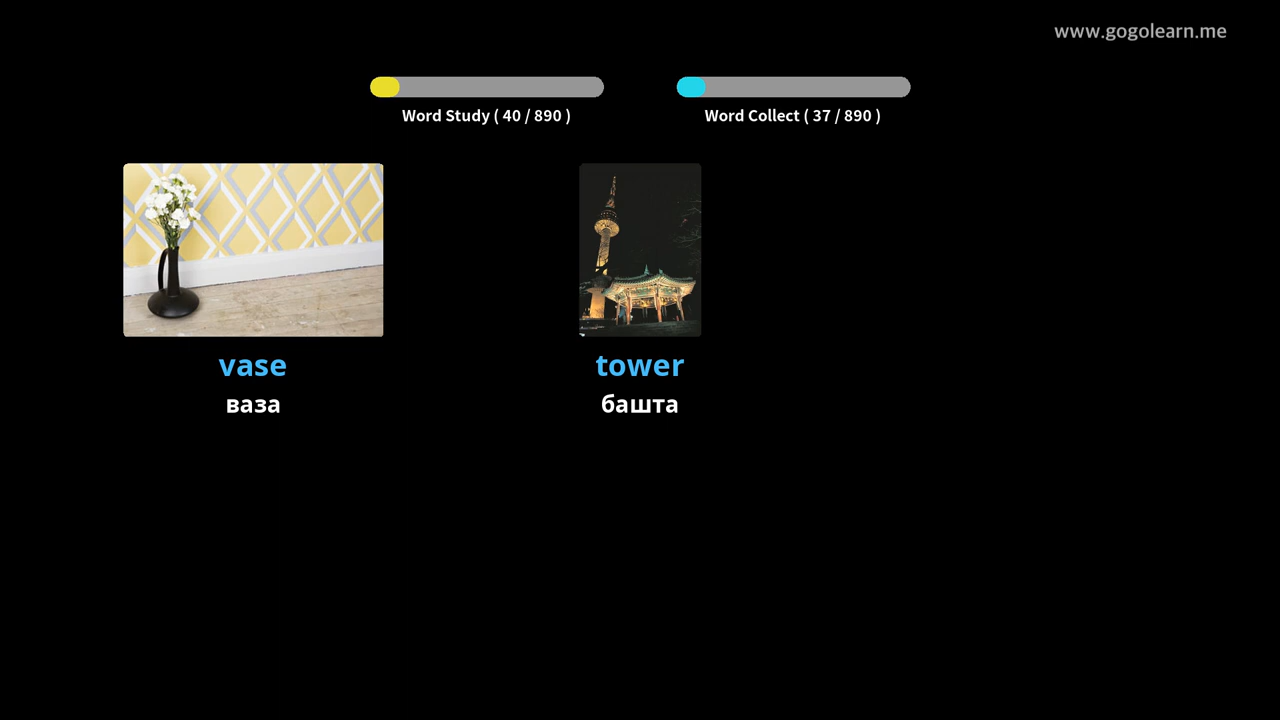 www.gogolearn.me
Word Study ( 40 / 890 )
Word Collect ( 37 / 890 )
vase
ваза
tower
башта